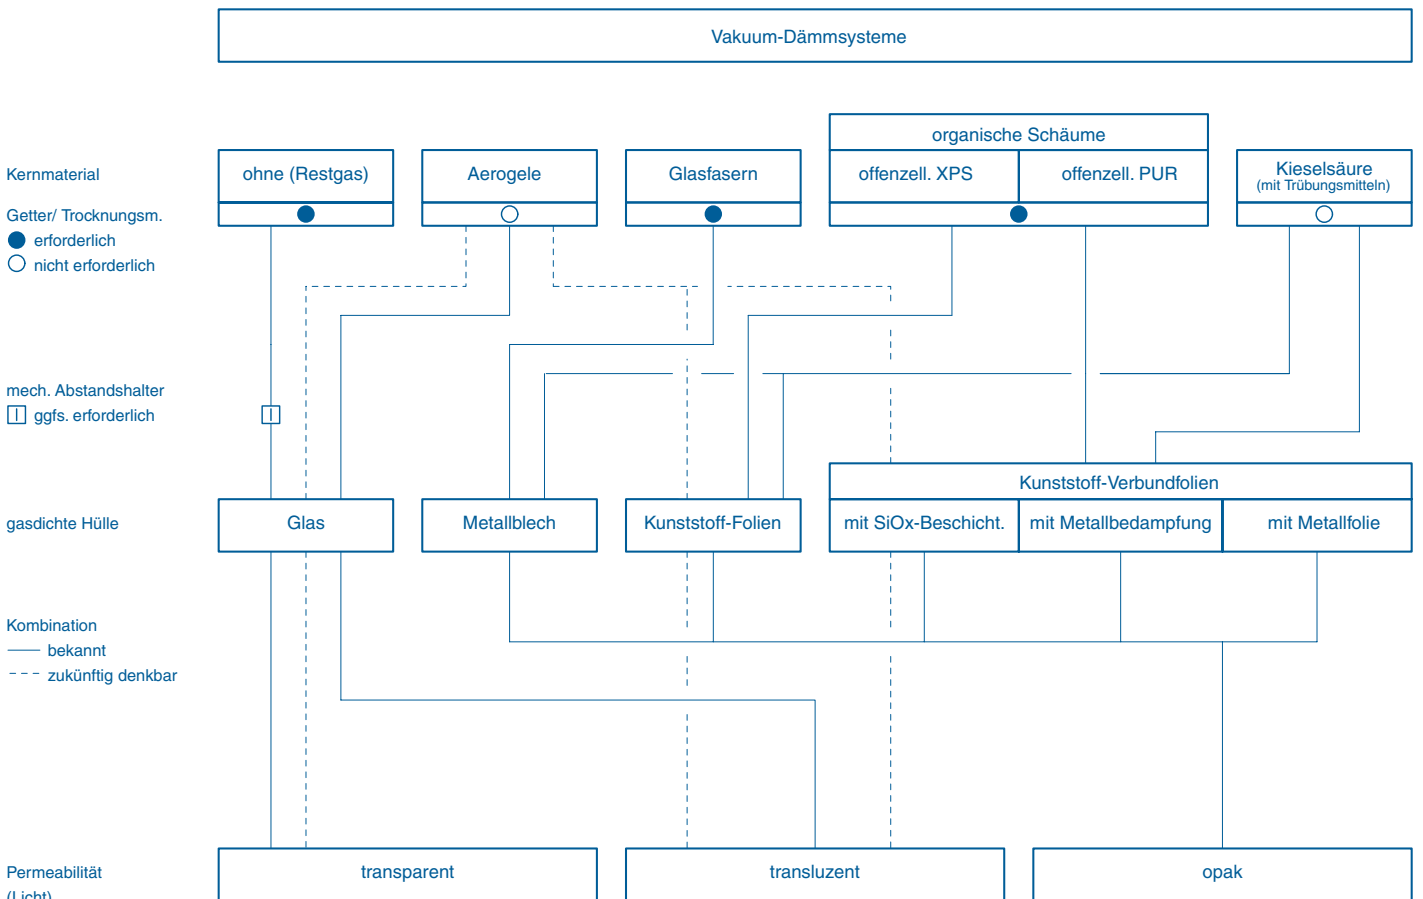 Vakuum-Dämmsysteme
organische Schäume
Kernmaterial
ohne (Restgas)
Aerogele
Glasfasern
offenzell. XPS
offenzell. PUR
Kieselsäure
(mit Trübungsmitteln)
Getter/ Trocknungsm.
erforderlich
nicht erforderlich
mech. Abstandshalter
ggfs. erforderlich
Kunststoff-Verbundfolien
gasdichte Hülle
Glas
Metallblech
Kunststoff-Folien
mit SiOx-Beschicht.
mit Metallbedampfung
mit Metallfolie
Kombination
bekannt
zukünftig denkbar
Permeabilität
(Licht)
transparent
transluzent
opak